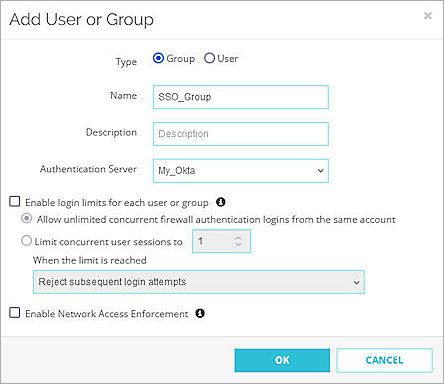 Add User or Group
×
Type Group User
Name SSO_Group
Description Description
Authentication Server My_Okta
Enable login limits for each user or group
Allow unlimited concurrent firewall authentication logins from the same account
Limit concurrent user sessions to 1
When the limit is reached
Reject subsequent login attempts
Enable Network Access Enforcement
OK CANCEL